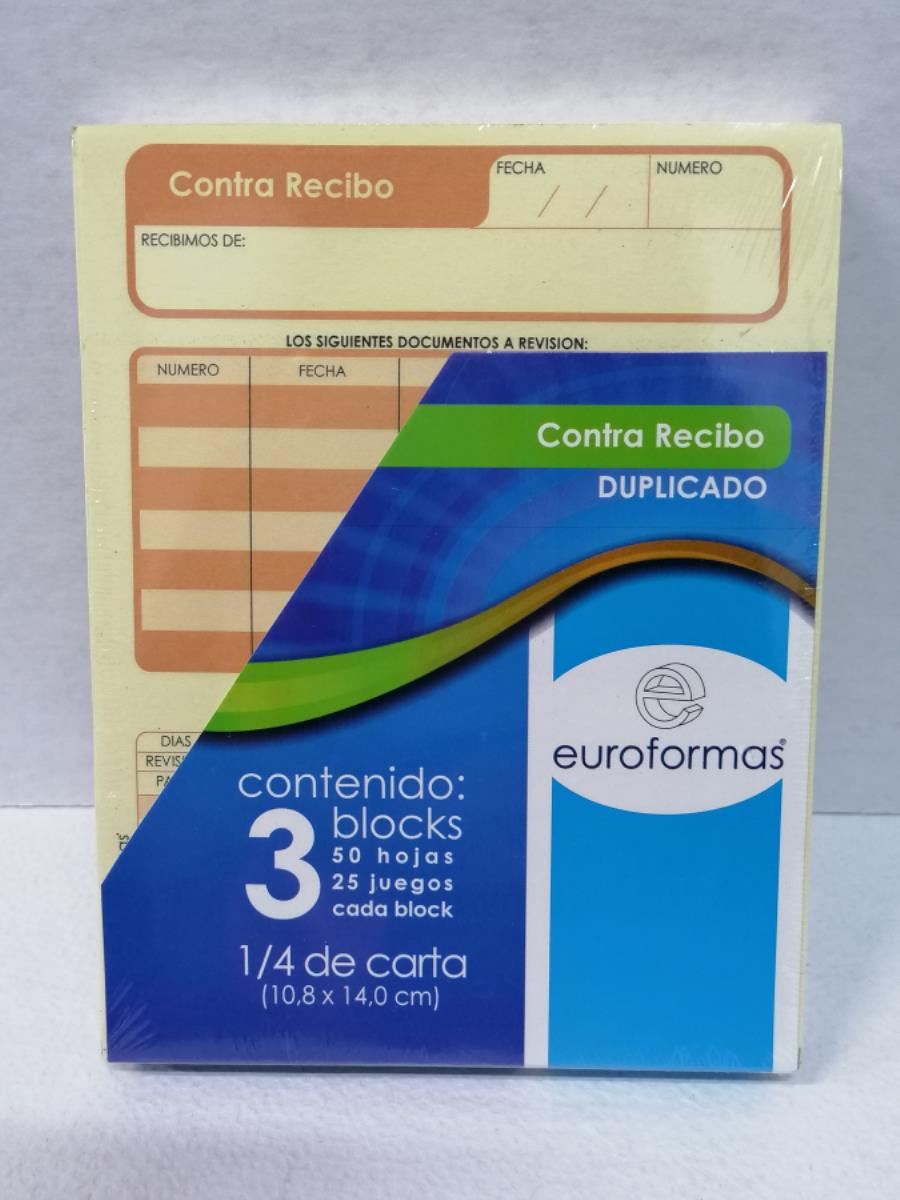 Contra Recibo
FECHA
/ /
NUMERO
RECIBIMOS DE:
LOS SIGUIENTES DOCUMENTOS A REVISION:
NUMERO
FECHA
Contra Recibo
DUPLICADO
euroformas®
DIAS
contenido:
3 blocks
50 hojas
25 juegos
cada block
1/4 de carta
(10,8 x 14,0 cm)